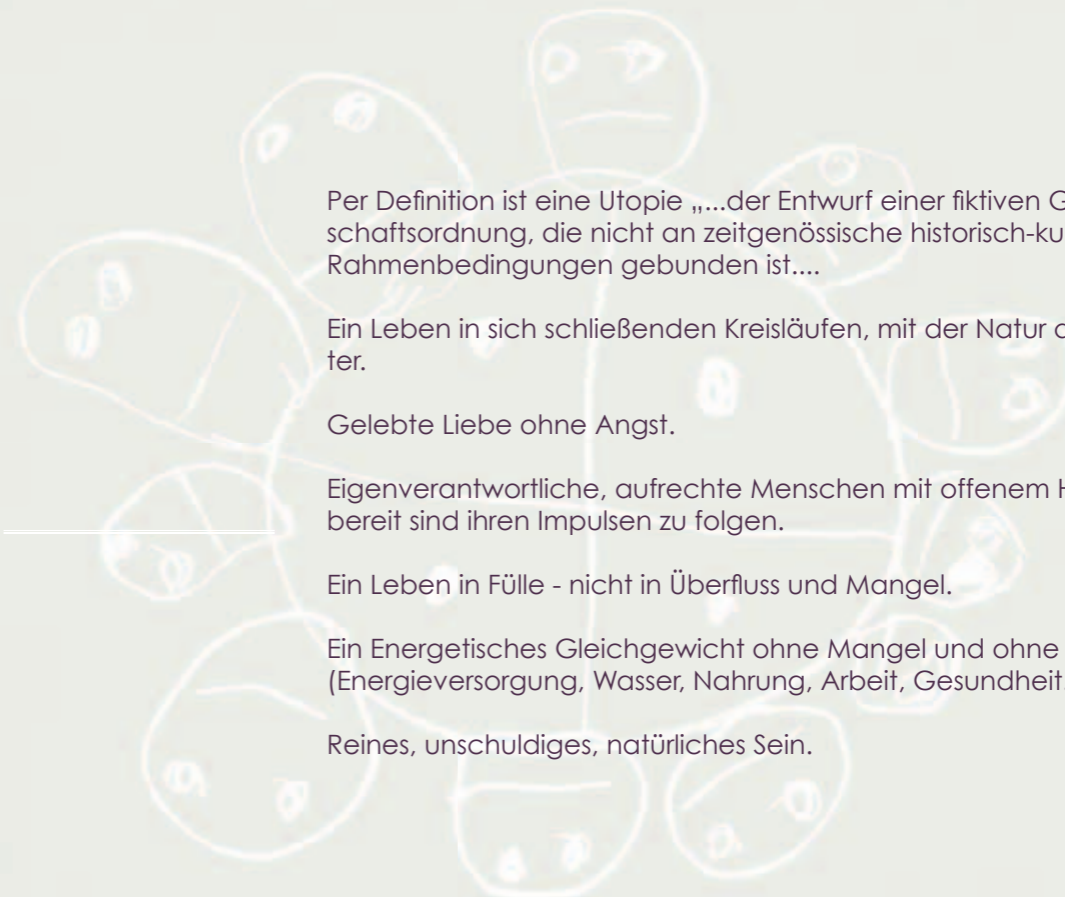 Per Definition ist eine Utopie „...der Entwurf einer fiktiven
schaftsordnung, die nicht an zeitgenössische
Rahmenbedingungen gebunden ist....
Ein Leben in sich schließenden Kreisläufen, mit der Natur
ter.
Gelebte Liebe ohne Angst.
Eigenverantwortliche, aufrechte Menschen mit offenem
bereit sind ihren Impulsen zu folgen.
Ein Leben in Fülle - nicht in Überfluss und Mangel.
Ein Energetisches Gleichgewicht ohne Mangel und ohne
(Energieversorgung, Wasser, Nahrung, Arbeit, Gesundheit
Reines, unschuldiges, natürliches Sein.